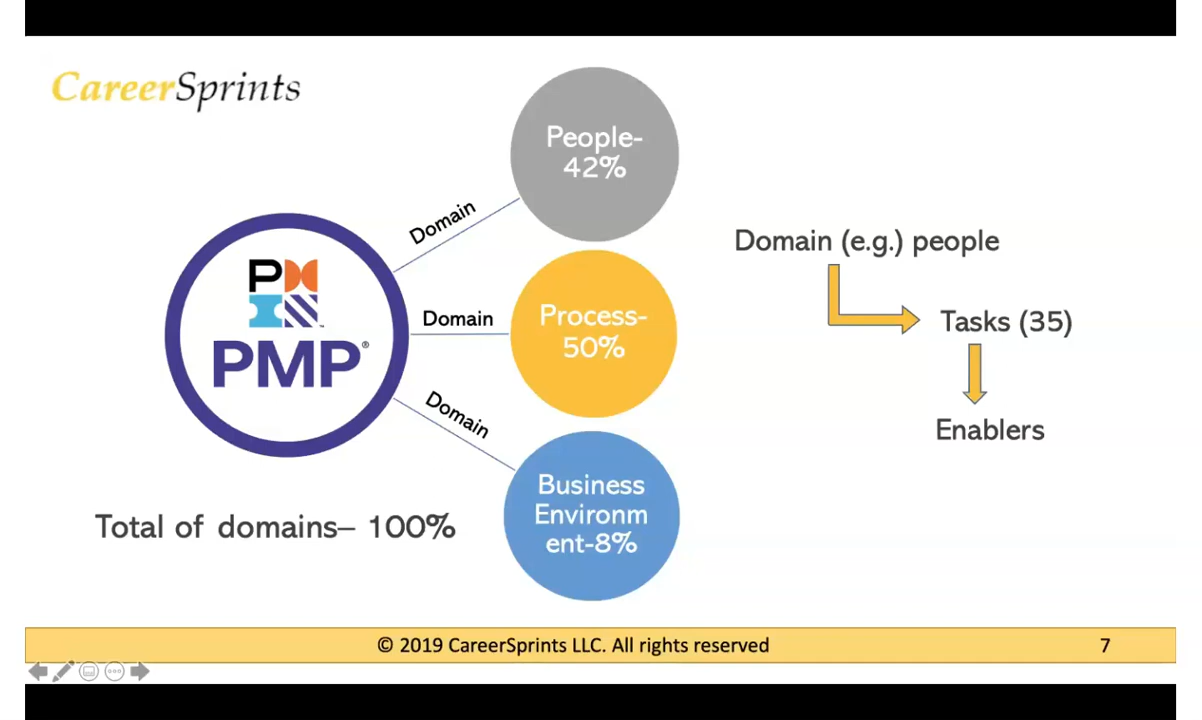 CareerSprints
People-
42%
Domain
Domain (e.g.) people
PM
PMP®
Domain
Process-
50%
Tasks (35)
Domain
Enablers
Business
Environm
ent-8%
Total of domains– 100%
© 2019 CareerSprints LLC. All rights reserved
7